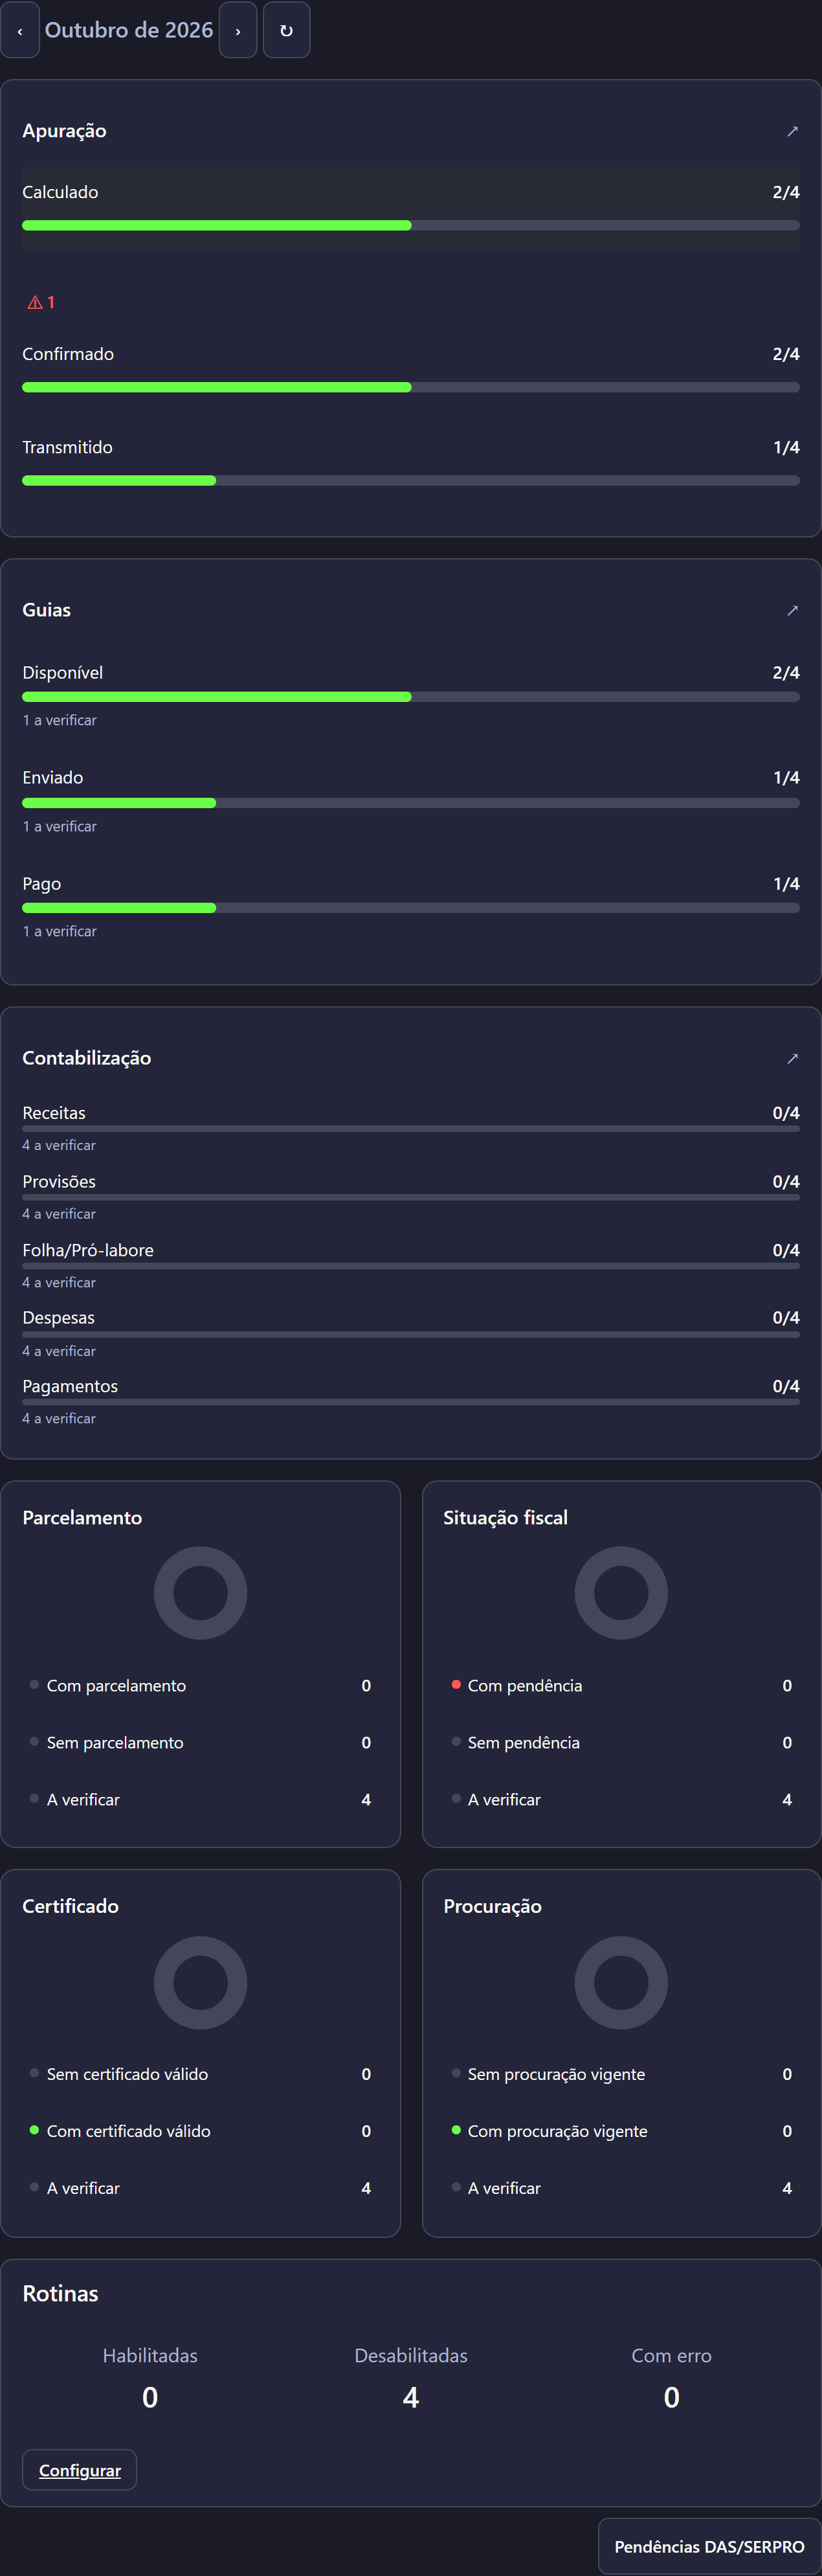 ‹ Outubro de 2026 › ↻
Apuração ↗
Calculado 2/4
⚠ 1
Confirmado 2/4
Transmitido 1/4
Guias ↗
Disponível 2/4
1 a verificar
Enviado 1/4
1 a verificar
Pago 1/4
1 a verificar
Contabilização ↗
Receitas 0/4
4 a verificar
Provisões 0/4
4 a verificar
Folha/Pró-labore 0/4
4 a verificar
Despesas 0/4
4 a verificar
Pagamentos 0/4
4 a verificar
Parcelamento
Com parcelamento 0
Sem parcelamento 0
A verificar 4
Situação fiscal
Com pendência 0
Sem pendência 0
A verificar 4
Certificado
Sem certificado válido 0
Com certificado válido 0
A verificar 4
Procuração
Sem procuração vigente 0
Com procuração vigente 0
A verificar 4
Rotinas
Habilitadas Desabilitadas Com erro
0 4 0
Configurar
Pendências DAS/SERPRO